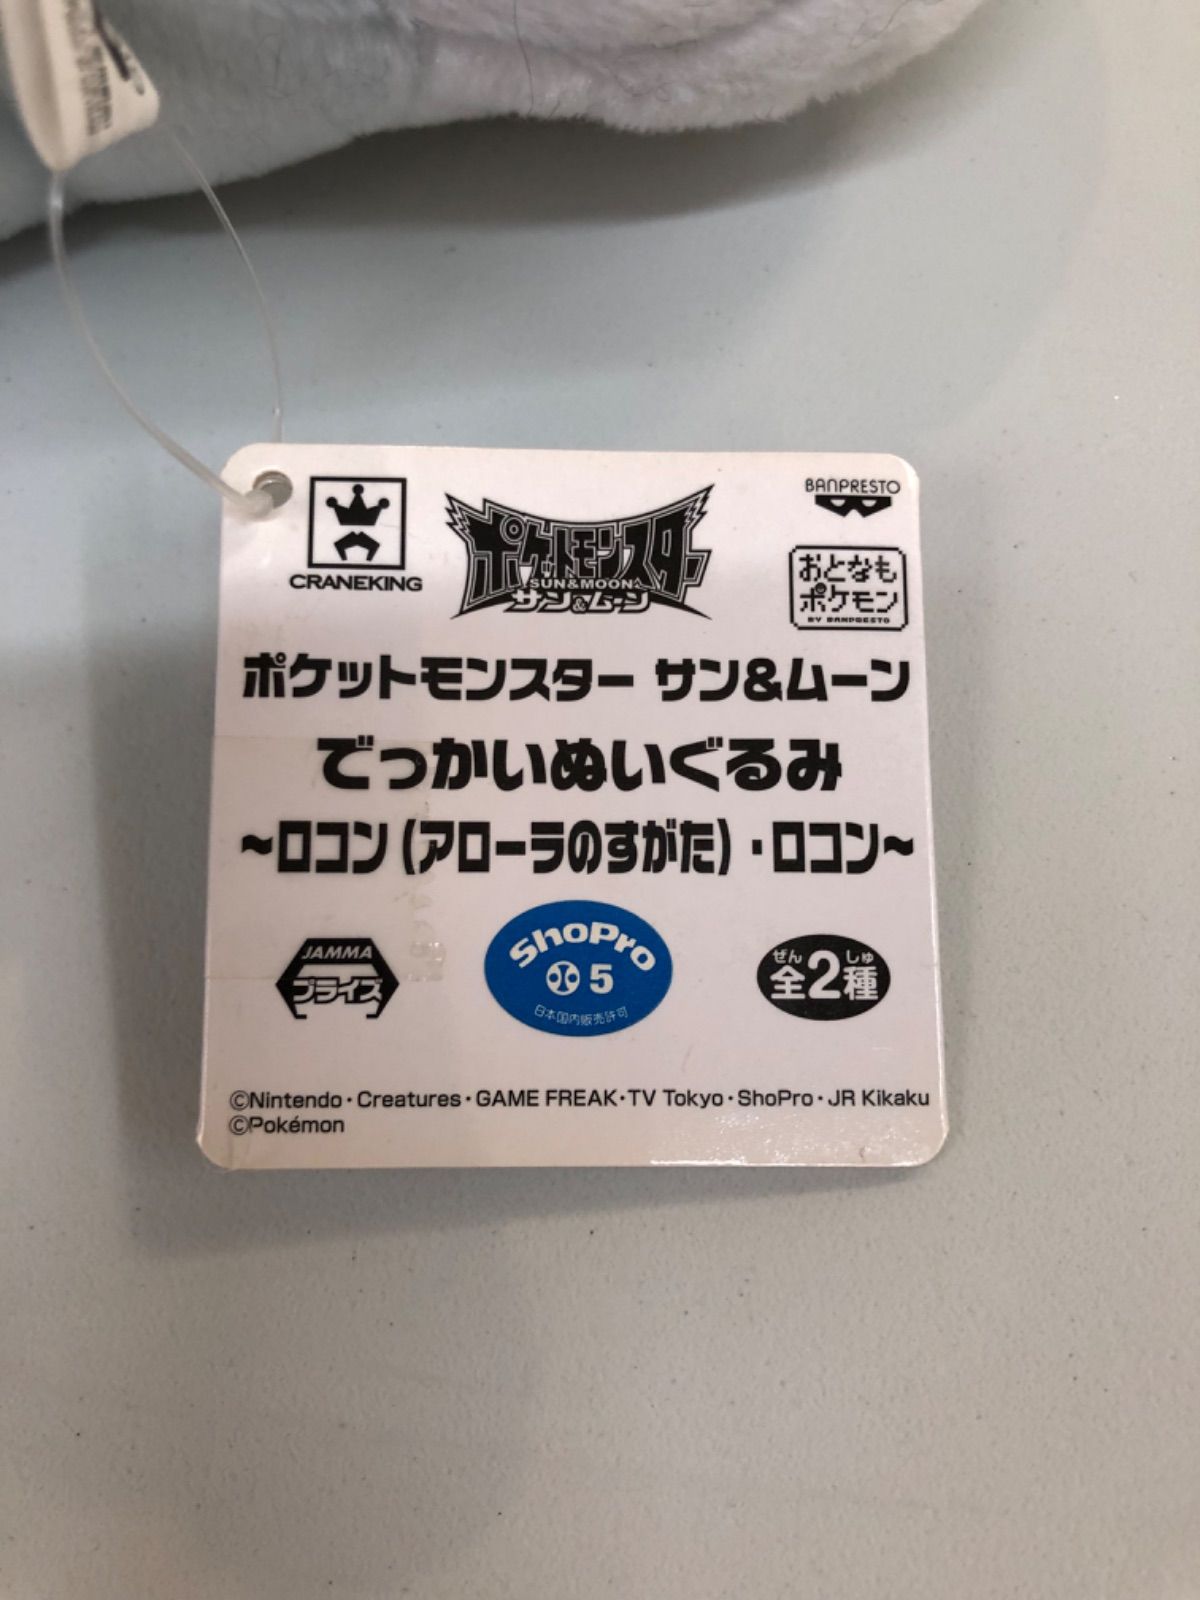 CRANEKING
ポケットモンスター
SUN&MOON
サン&ムーン
BANPRESTO
おとなも
ポケモン
BY BANPRESTO
ポケットモンスター サン&ムーン
でっかいぬいぐるみ
~ロコン(アローラのすがた)・ロコン~
JAMMA
プライズ
ShoPro
5
日本国内販売許可
ぜん しゅ
全2種
©Nintendo・Creatures・GAME FREAK・TV Tokyo・ShoPro・JR Kikaku
©Pokémon